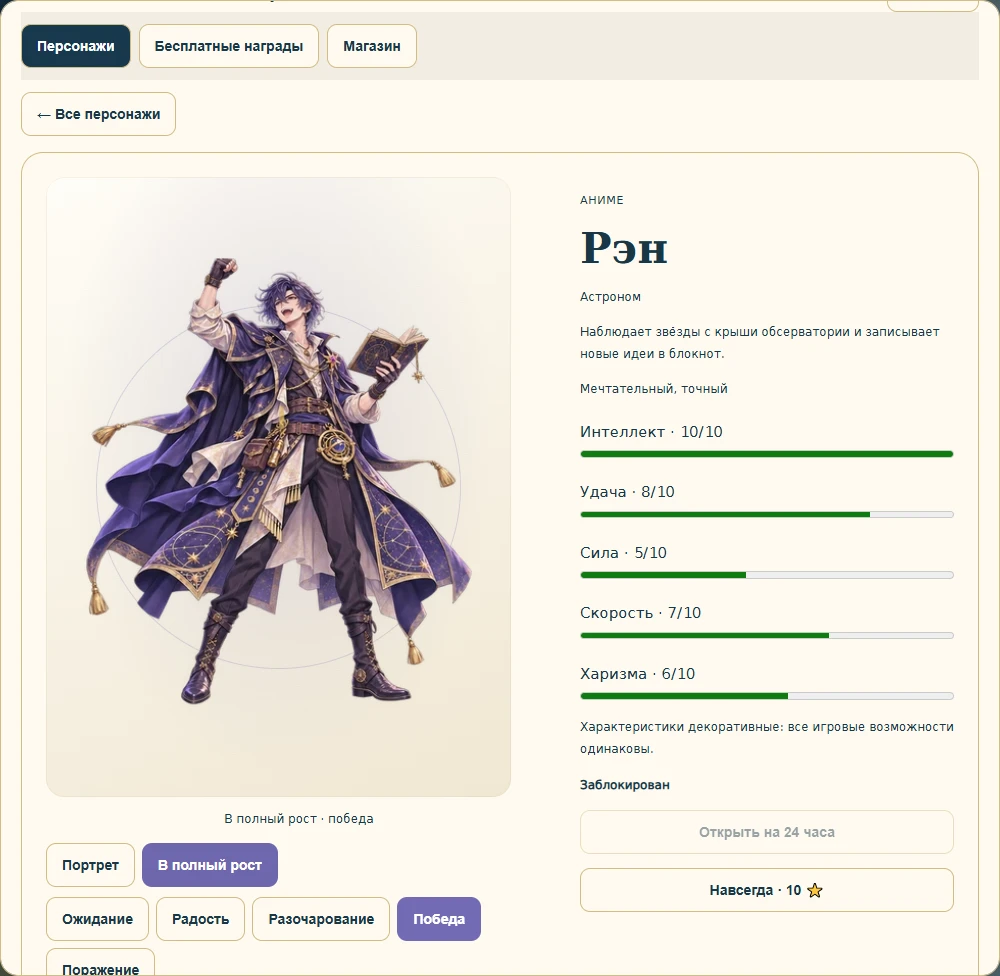 Персонажи
Бесплатные награды
Магазин
← Все персонажи
АНИМЕ
Рэн
Астроном
Наблюдает звёзды с крыши обсерватории и записывает
новые идеи в блокнот.
Мечтательный, точный
Интеллект · 10/10
Удача · 8/10
Сила · 5/10
Скорость · 7/10
Харизма · 6/10
Характеристики декоративные: все игровые возможности
одинаковы.
Заблокирован
Открыть на 24 часа
Навсегда · 10 ⭐
В полный рост · победа
Портрет
В полный рост
Ожидание
Радость
Разочарование
Победа
Поражение